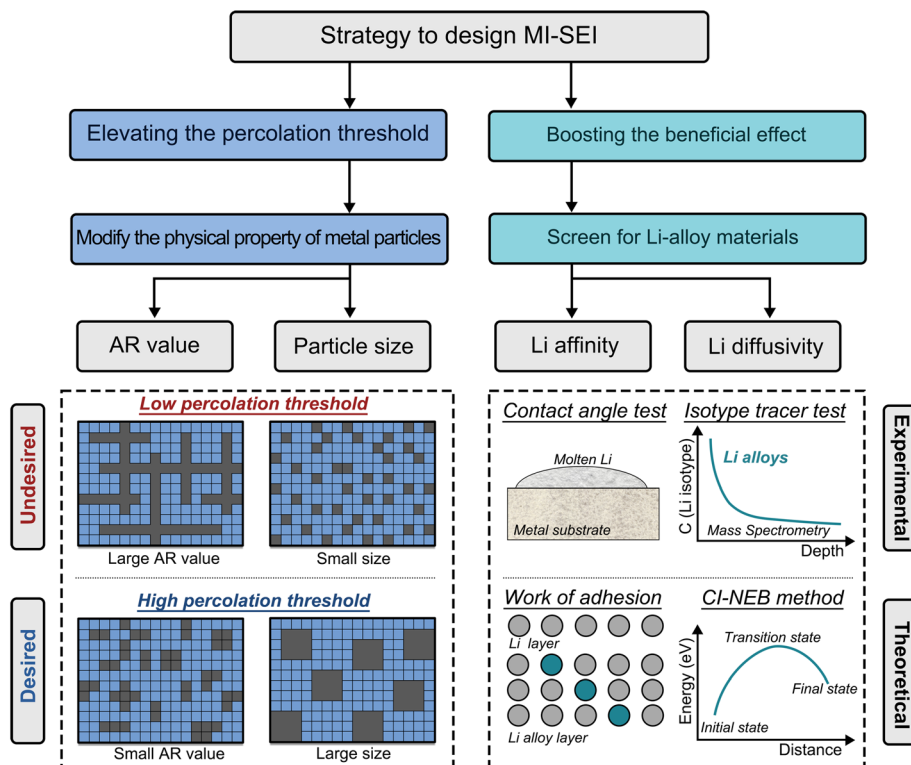 Strategy to design MI-SEI
Elevating the percolation threshold
Boosting the beneficial effect
Modify the physical property of metal particles
Screen for Li-alloy materials
AR value
Particle size
Li affinity
Li diffusivity
Undesired
Low percolation threshold
Large AR value
Small size
Contact angle test
Molten Li
Metal substrate
Isotype tracer test
C (Li isotype)
Li alloys
Mass Spectrometry
Depth
Experimental
Desired
High percolation threshold
Small AR value
Large size
Work of adhesion
Li layer
Li alloy layer
CI-NEB method
Energy (eV)
Transition state
Final state
Initial state
Distance
Theoretical